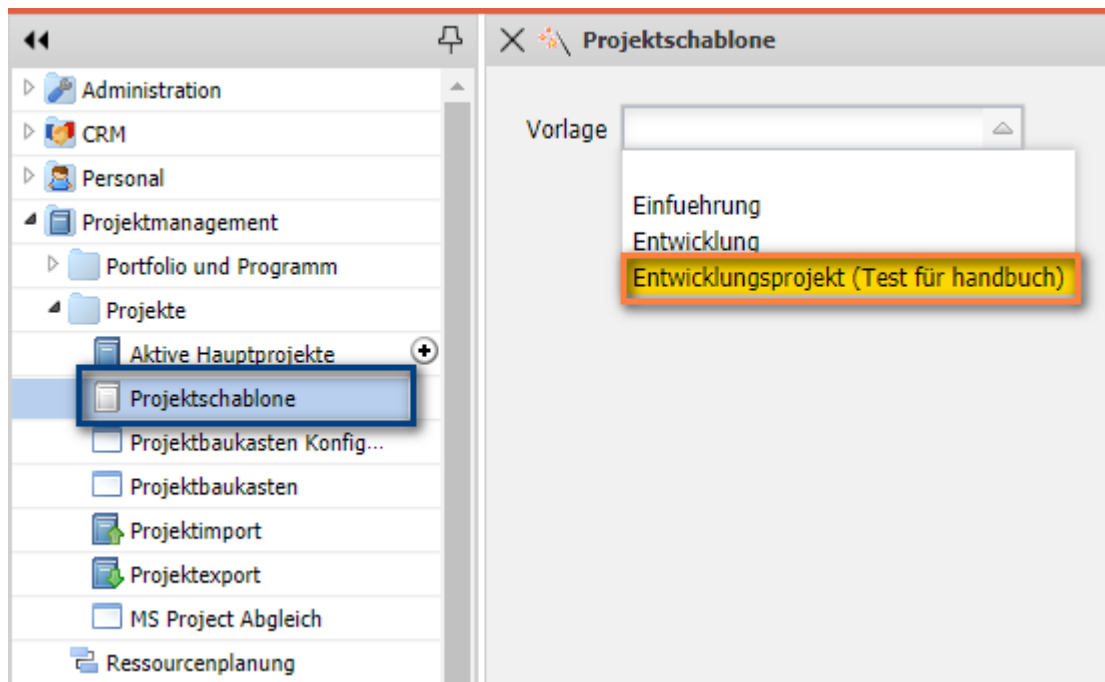 Administration
CRM
Personal
Projektmanagement
Portfolio und Programm
Projekte
Aktive Hauptprojekte
Projektschablone
Projektbaukasten Konfig...
Projektbaukasten
Projektimport
Projektexport
MS Project Abgleich
Ressourcenplanung
Projektschablone
Vorlage
Einfuehrung
Entwicklung
Entwicklungsprojekt (Test für handbuch)